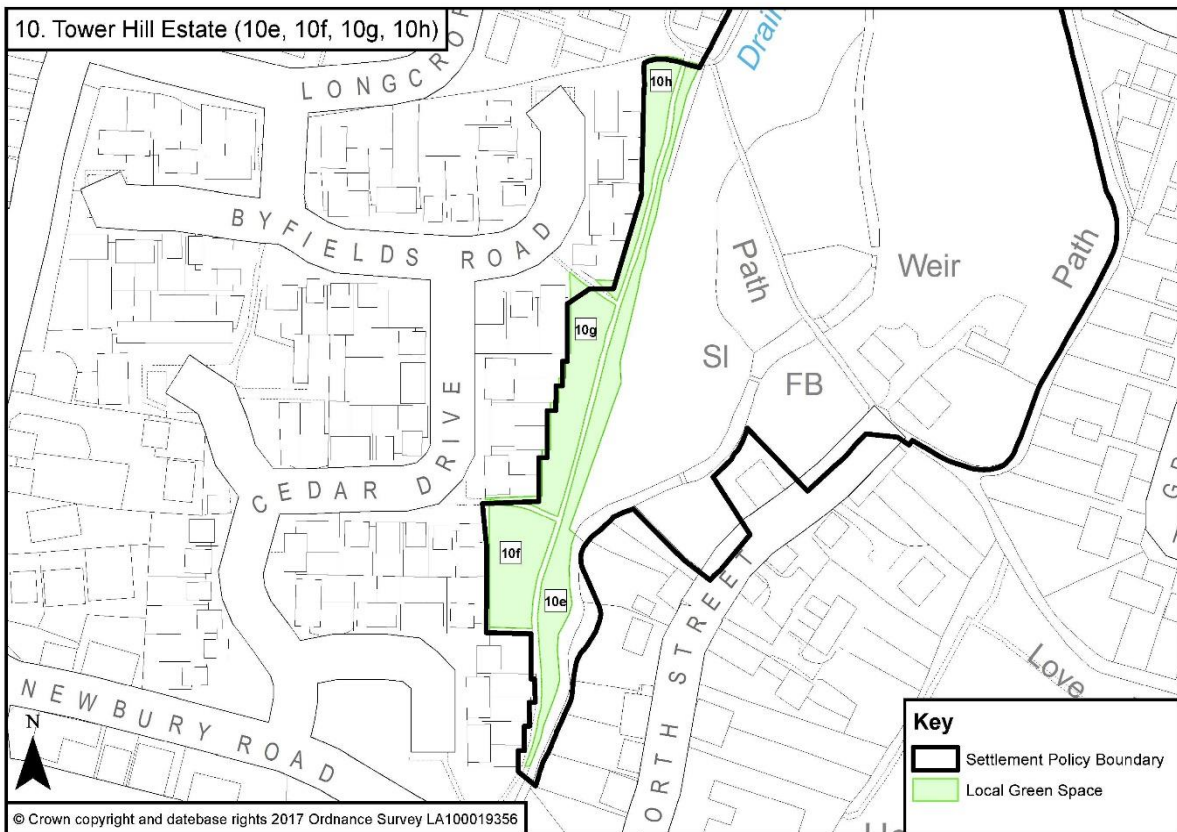 10. Tower Hill Estate (10e, 10f, 10g, 10h)
LONGCROF
Drain
10h
BYFIELDS ROAD
Path
Weir
Path
10g
SI
FB
CEDAR DRIVE
10f
10e
NORTH STREET
Love
NEWBURY ROAD
N
Key
Settlement Policy Boundary
Local Green Space
© Crown copyright and datebase rights 2017 Ordnance Survey LA100019356